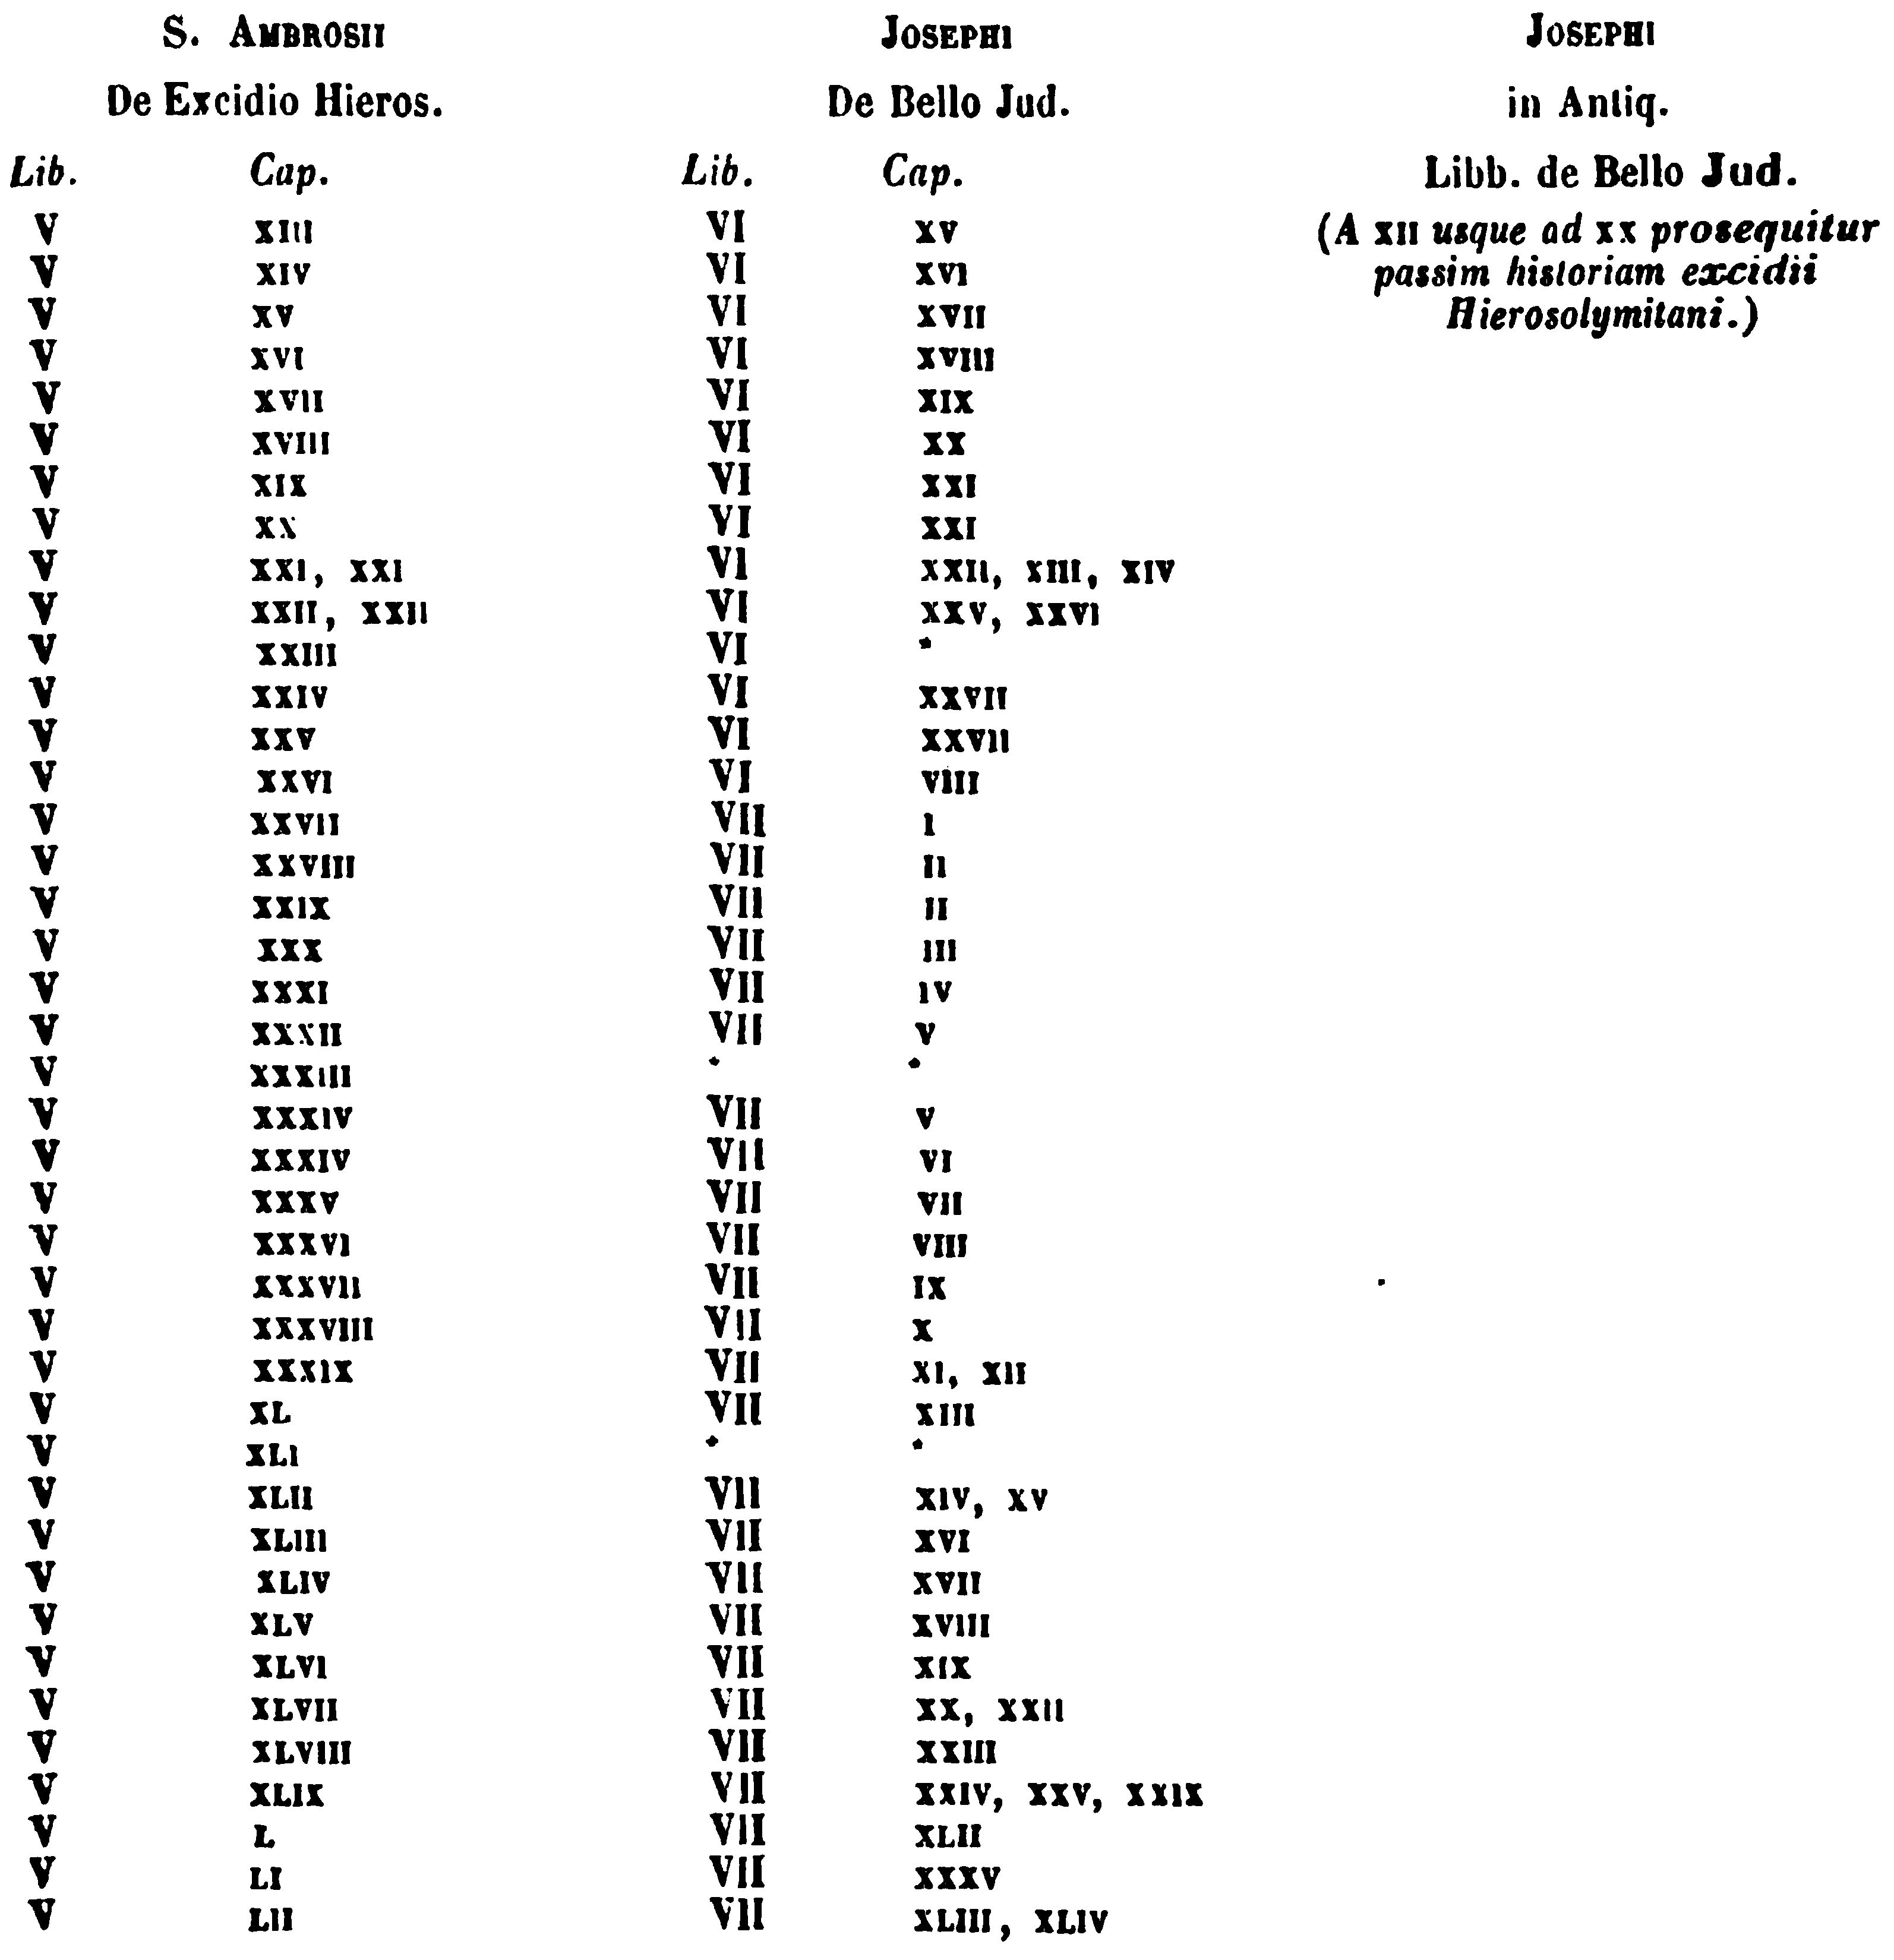 S. AMBROSII JOSEPHI JOSEPHI
De Excidio Hieros. De Bello Jud. in Antiq.
Lib. Cap. Lib. Cap. Libb. de Bello Jud.
V XIII VI XV (A XII usque ad XX prosequitur
V XIV VI XVI passim historiam excidii
V XV VI XVII Hierosolymitani.)
V XVI VI XVIII
V XVII VI XIX
V XVIII VI XX
V XIX VI XXI
V XX VI XXI
V XXI, XXI VI XXII, XIII, XIV
V XXII, XXII VI XXV, XXVI
V XXIII VI *
V XXIV VI XXVII
V XXV VI XXVII
V XXVI VI VIII
V XXVII VII I
V XXVIII VII II
V XXIX VII II
V XXX VII III
V XXXI VII IV
V XXXII VII V
V XXXIII * *
V XXXIV VII V
V XXXIV VII VI
V XXXV VII VII
V XXXVI VII VIII
V XXXVII VII IX
V XXXVIII VII X
V XXXIX VII XI, XII
V XL VII XIII
V XLI * *
V XLII VII XIV, XV
V XLIII VII XVI
V XLIV VII XVII
V XLV VII XVIII
V XLVI VII XIX
V XLVII VII XX, XXII
V XLVIII VII XXIII
V XLIX VII XXIV, XXV, XXIX
V L VII XLII
V LI VII XXXV
V LII VII XLIII, XLIV